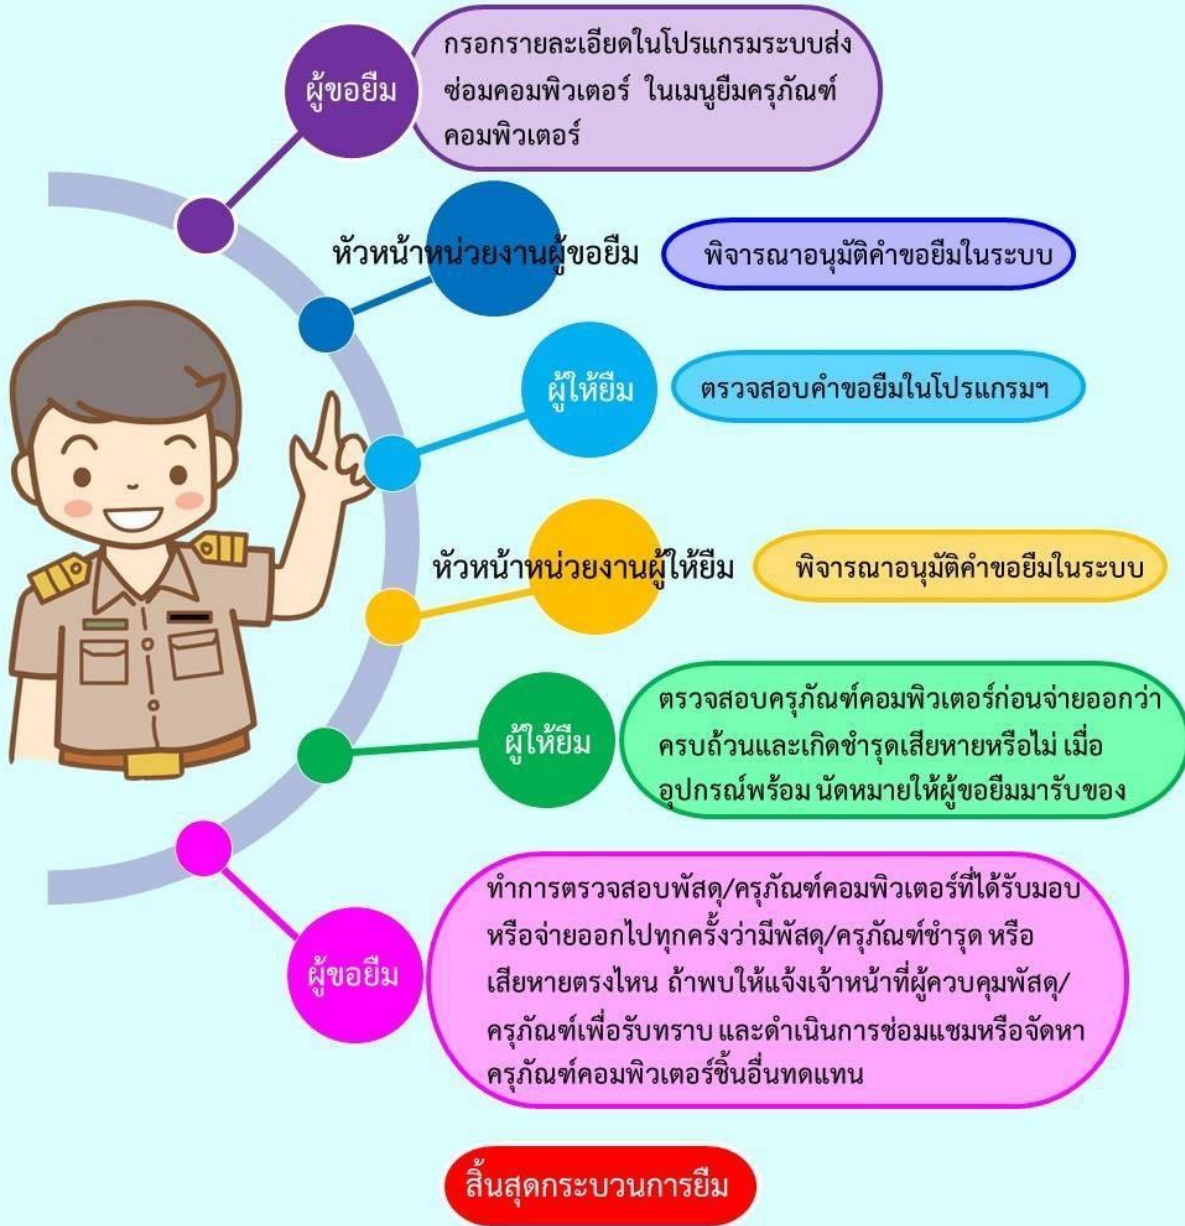 ผู้ขอยืม
กรอกรายละเอียดในโปรแกรมระบบส่ง
ซ่อมคอมพิวเตอร์ ในเมนูยืมครุภัณฑ์
คอมพิวเตอร์
หัวหน้าหน่วยงานผู้ขอยืม
พิจารณาอนุมัติคำขอยืมในระบบ
ผู้ให้ยืม
ตรวจสอบคำขอยืมในโปรแกรมฯ
หัวหน้าหน่วยงานผู้ให้ยืม
พิจารณาอนุมัติคำขอยืมในระบบ
ผู้ให้ยืม
ตรวจสอบครุภัณฑ์คอมพิวเตอร์ก่อนจ่ายออกว่า
ครบถ้วนและเกิดชำรุดเสียหายหรือไม่ เมื่อ
อุปกรณ์พร้อม นัดหมายให้ผู้ขอยืมมารับของ
ผู้ขอยืม
ทำการตรวจสอบพัสดุ/ครุภัณฑ์คอมพิวเตอร์ที่ได้รับมอบ
หรือจ่ายออกไปทุกครั้งว่ามีพัสดุ/ครุภัณฑ์ชำรุด หรือ
เสียหายตรงไหน ถ้าพบให้แจ้งเจ้าหน้าที่ผู้ควบคุมพัสดุ/
ครุภัณฑ์เพื่อรับทราบ และดำเนินการซ่อมแซมหรือจัดหา
ครุภัณฑ์คอมพิวเตอร์ชิ้นอื่นทดแทน
สิ้นสุดกระบวนการยืม